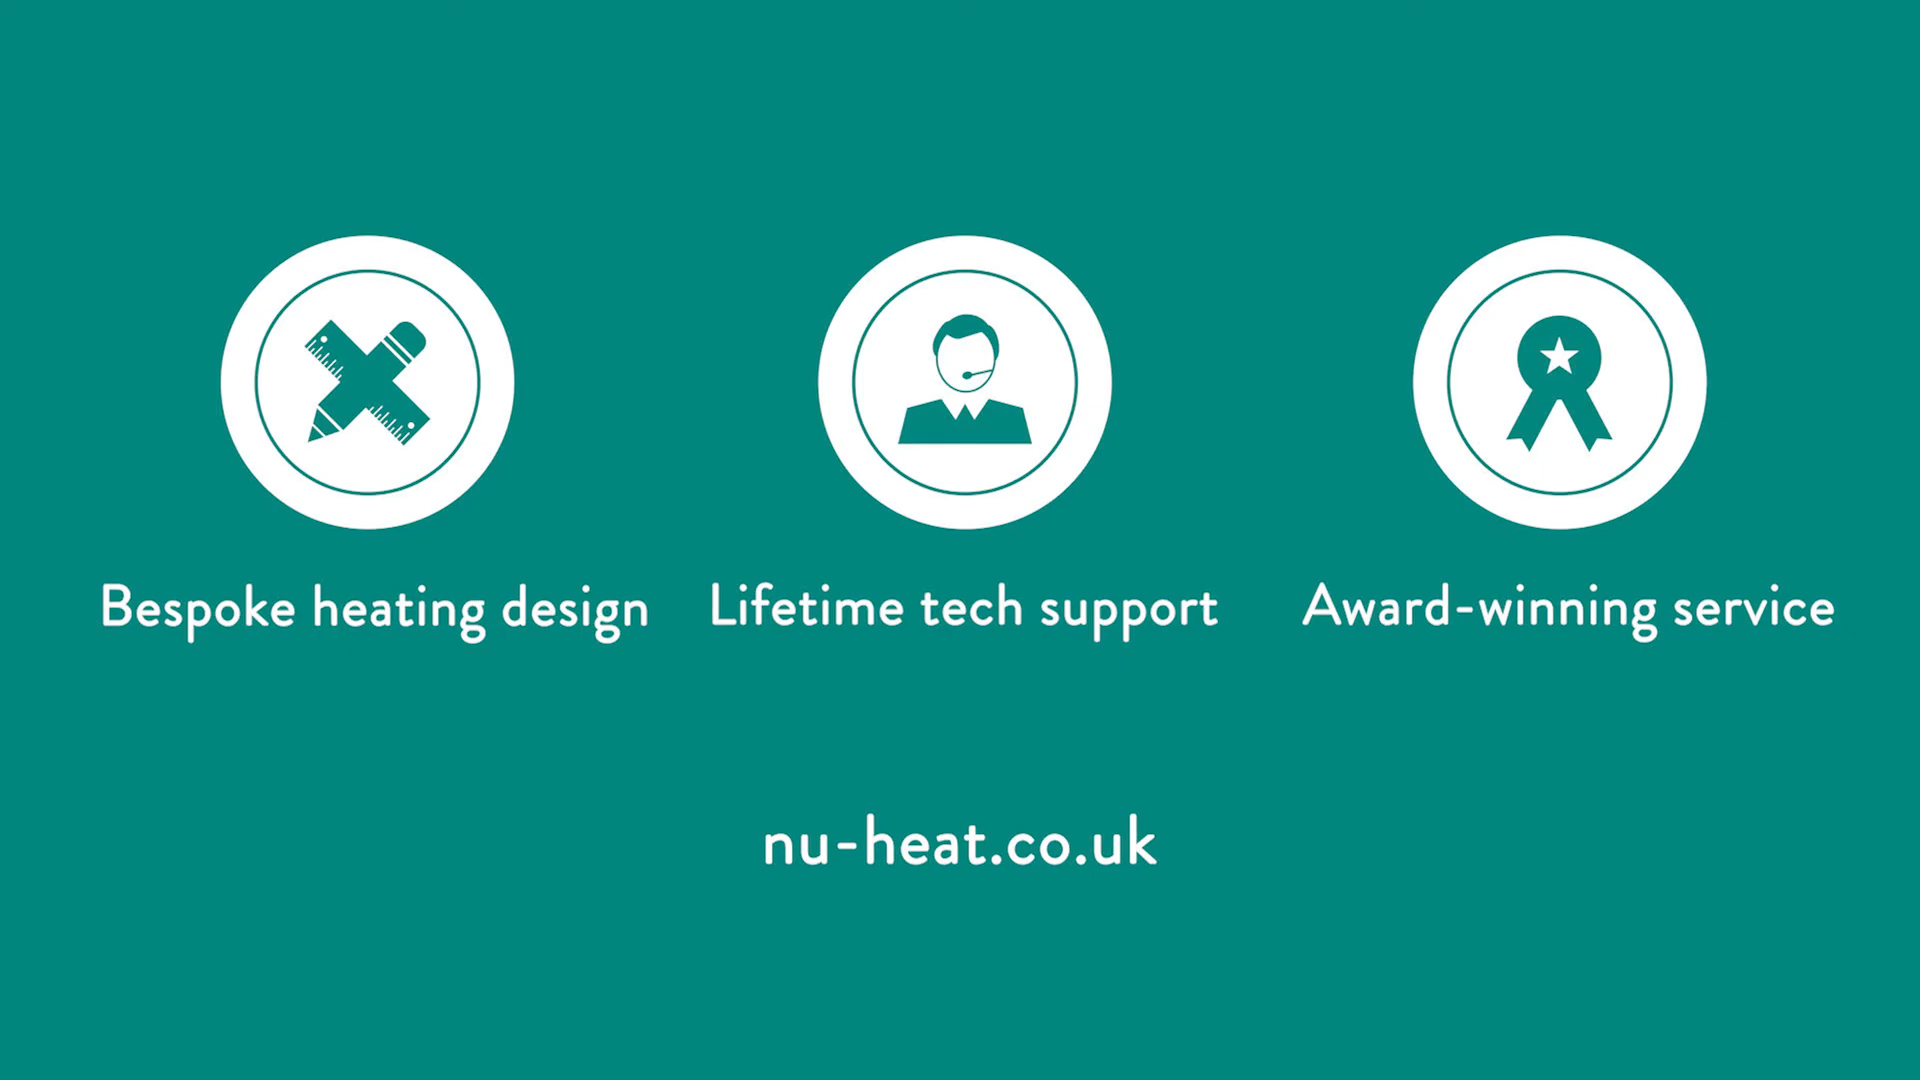 Bespoke heating design
Lifetime tech support
Award-winning service
nu-heat.co.uk